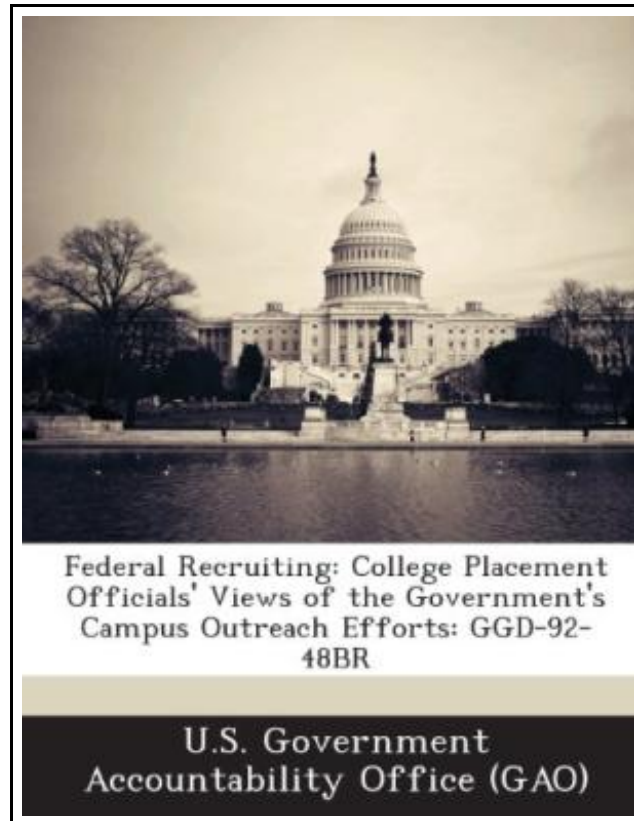 Federal Recruiting: College Placement
Officials' Views of the Government's
Campus Outreach Efforts: GGD-92-
48BR
U.S. Government
Accountability Office (GAO)